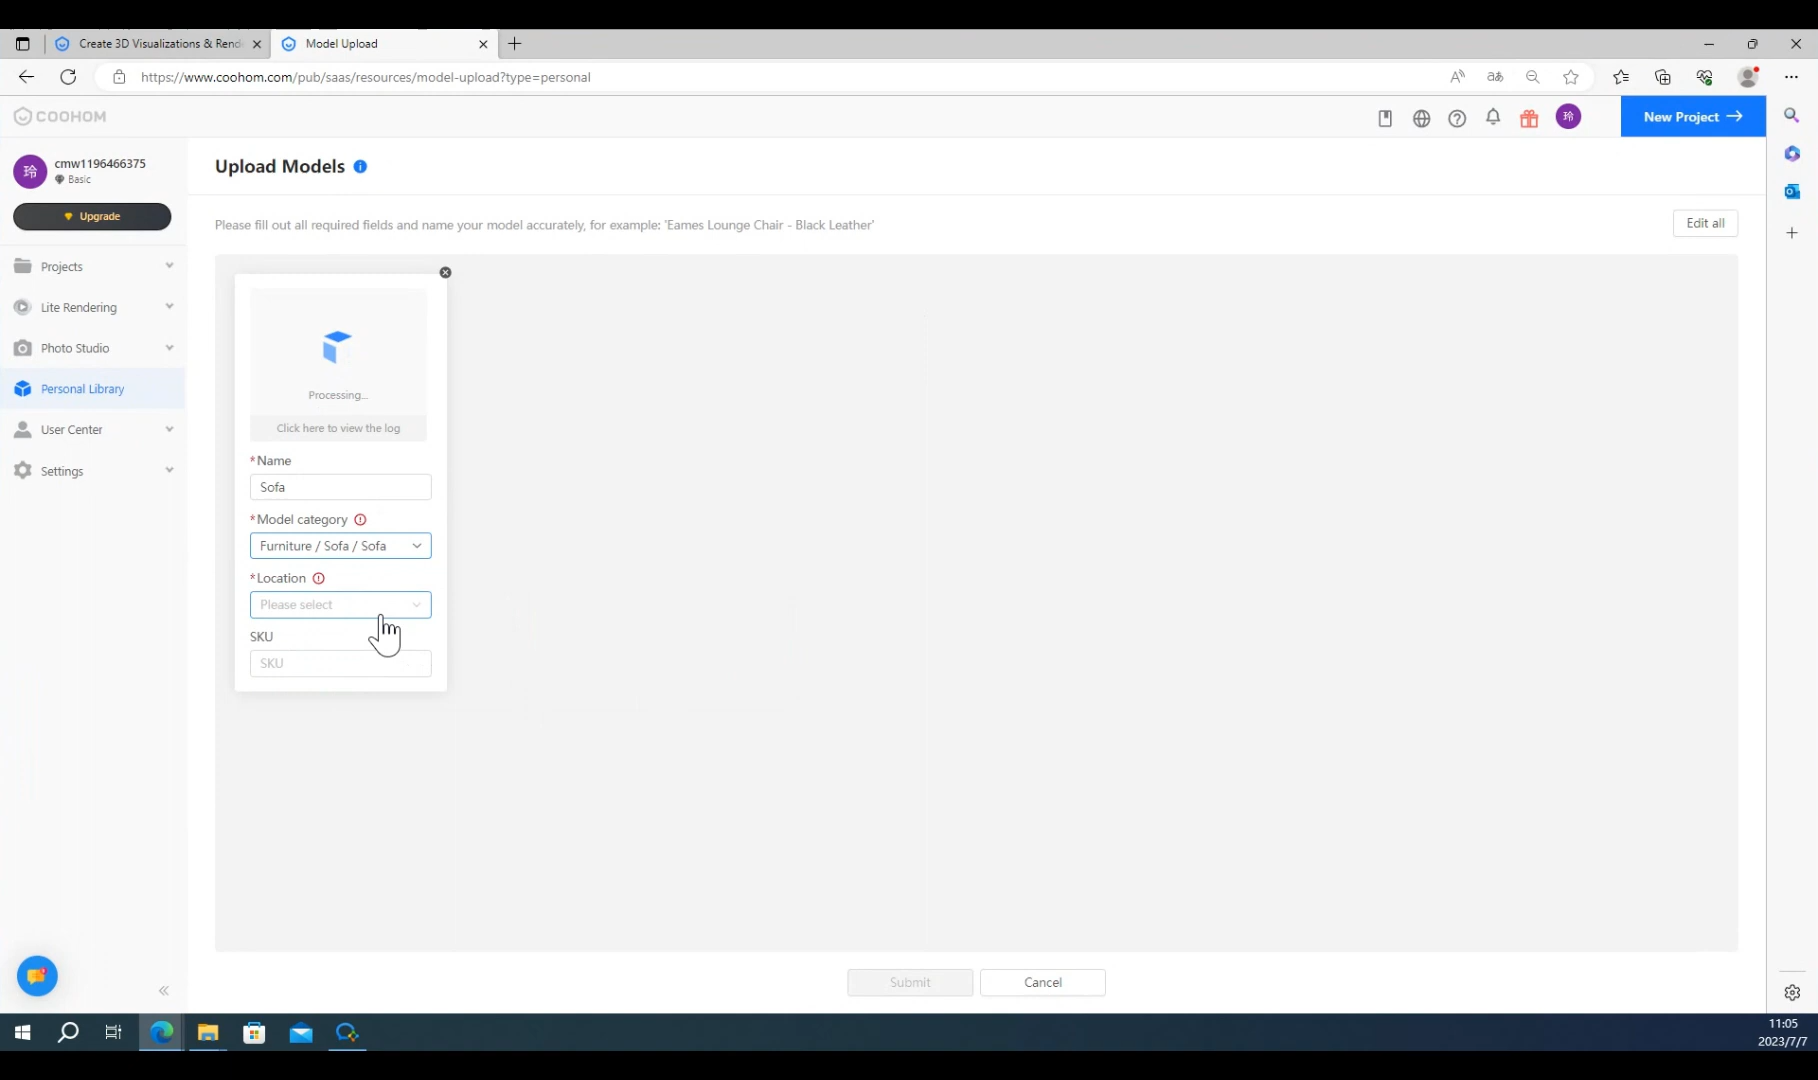 Create 3D Visualizations & Rend
Model Upload
https://www.coohom.com/pub/saas/resources/model-upload?type=personal
COOHOM
玲
New Project
玲
cmw1196466375
Basic
Upgrade
Projects
Lite Rendering
Photo Studio
Personal Library
User Center
Settings
Upload Models
Please fill out all required fields and name your model accurately, for example: 'Eames Lounge Chair - Black Leather'
Edit all
Processing...
Click here to view the log
*Name
Sofa
*Model category
Furniture / Sofa / Sofa
*Location
Please select
SKU
SKU
Submit
Cancel
11:05
2023/7/7